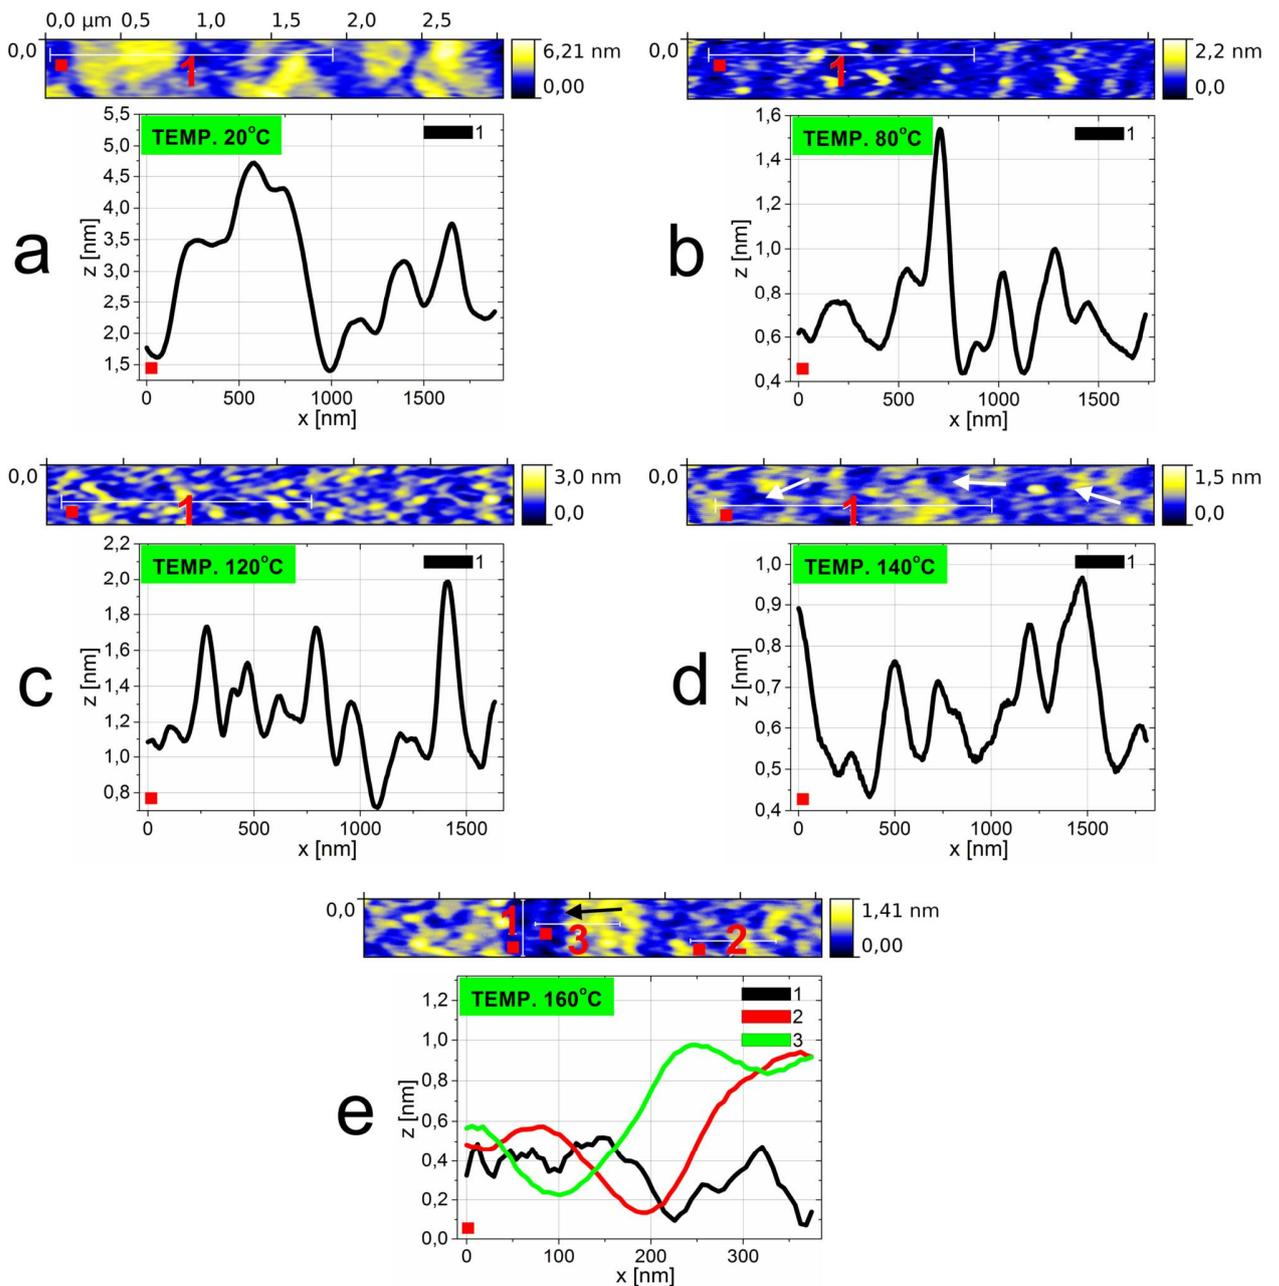 0,0 µm 0,5 1,0 1,5 2,0 2,5
0,0
1
6,21 nm
0,00
5,5
5,0
4,5
4,0
3,5
3,0
2,5
2,0
1,5
TEMP. 20°C
1
a
z [nm]
0 500 1000 1500
x [nm]
0,0
1
2,2 nm
0,0
1,6
1,4
1,2
1,0
0,8
0,6
0,4
TEMP. 80°C
1
b
z [nm]
0 500 1000 1500
x [nm]
0,0
1
3,0 nm
0,0
2,2
2,0
1,8
1,6
1,4
1,2
1,0
0,8
TEMP. 120°C
1
c
z [nm]
0 500 1000 1500
x [nm]
0,0
1
1,5 nm
0,0
1,0
0,9
0,8
0,7
0,6
0,5
0,4
TEMP. 140°C
1
d
z [nm]
0 500 1000 1500
x [nm]
0,0
1
3
2
1,41 nm
0,00
1,2
1,0
0,8
0,6
0,4
0,2
0,0
TEMP. 160°C
1
2
3
e
z [nm]
0 100 200 300
x [nm]